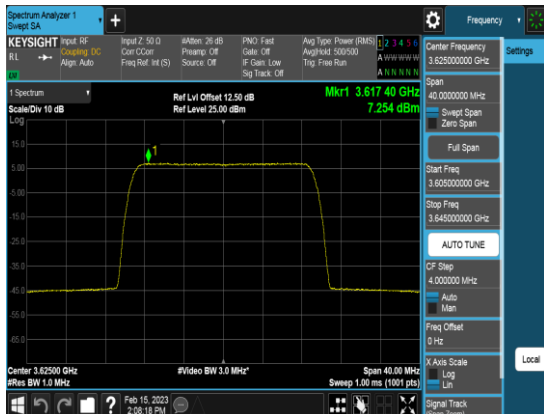 Spectrum Analyzer 1
Swept SA
+
Frequency
KEYSIGHT
RL
Input: RF
Coupling: DC
Align: Auto
Input Z: 50 Ω
Corr CCorr
Freq Ref: Int (S)
#Atten: 26 dB
Preamp: Off
Source: Off
PNO: Fast
Gate: Off
IF Gain: Low
Sig Track: Off
Avg Type: Power (RMS)
Avg|Hold: 500/500
Trig: Free Run
1 2 3 4 5 6
A W W W W W
A N N N N N
1 Spectrum
Scale/Div 10 dB
Log
Ref Lvl Offset 12.50 dB
Ref Level 25.00 dBm
Mkr1 3.617 40 GHz
7.254 dBm
1
15.0
5.00
-5.00
-15.0
-25.0
-35.0
-45.0
-55.0
-65.0
Center 3.62500 GHz
#Res BW 1.0 MHz
#Video BW 3.0 MHz*
Span 40.00 MHz
Sweep 1.00 ms (1001 pts)
Feb 15, 2023
2:08:18 PM
Center Frequency
3.625000000 GHz
Span
40.0000000 MHz
Swept Span
Zero Span
Full Span
Start Freq
3.605000000 GHz
Stop Freq
3.645000000 GHz
AUTO TUNE
CF Step
4.000000 MHz
Auto
Man
Freq Offset
0 Hz
X Axis Scale
Log
Lin
Signal Track
Settings
Local